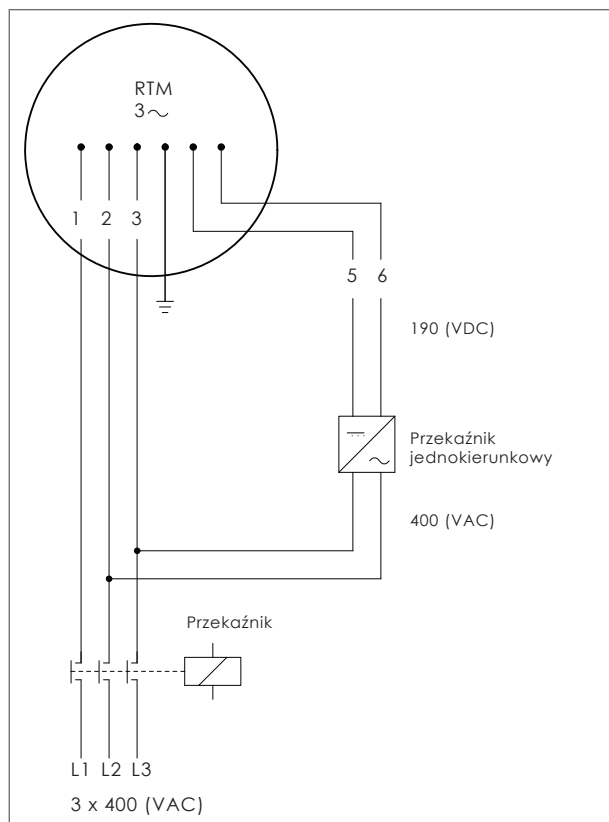 RTM
3~
1 2 3
5 6
190 (VDC)
Przekaźnik
jednokierunkowy
400 (VAC)
Przekaźnik
L1 L2 L3
3 x 400 (VAC)